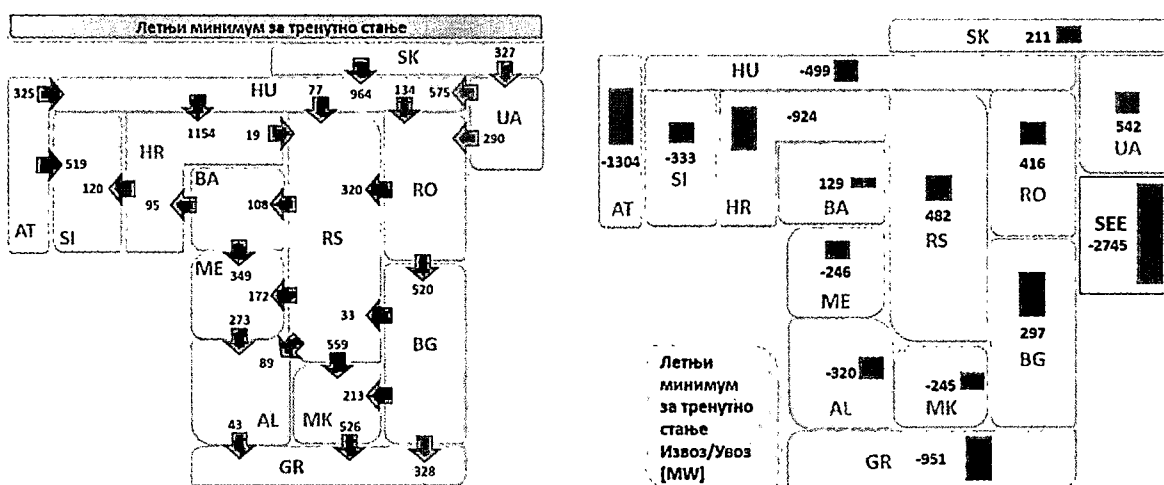 Летњи минимум за тренутно стање
SK
327
HU
325
77
964
134
575
UA
1154
19
290
HR
519
120
BA
95
108
320
RO
RS
AT
SI
ME
349
172
520
273
33
BG
89
559
213
AL
MK
43
526
GR
328
SK
211
HU
-499
-924
542
UA
-1304
-333
SI
416
129
BA
RO
AT
HR
482
RS
SEE
-2745
-246
ME
297
BG
Летњи
минимум
за тренутно
стање
Извоз/Увоз
[MW]
-320
AL
-245
MK
GR
-951